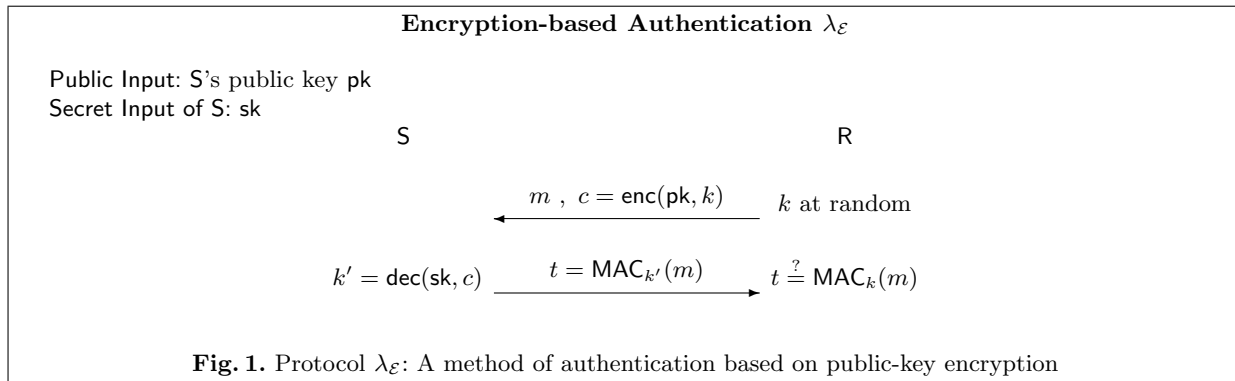 Encryption-based Authentication λ_ℰ
Public Input: S's public key pk
Secret Input of S: sk
S R
m , c = enc(pk, k) k at random
k′ = dec(sk, c) t = MAC_{k′}(m) t ≟ MAC_k(m)
Fig. 1. Protocol λ_ℰ: A method of authentication based on public-key encryption